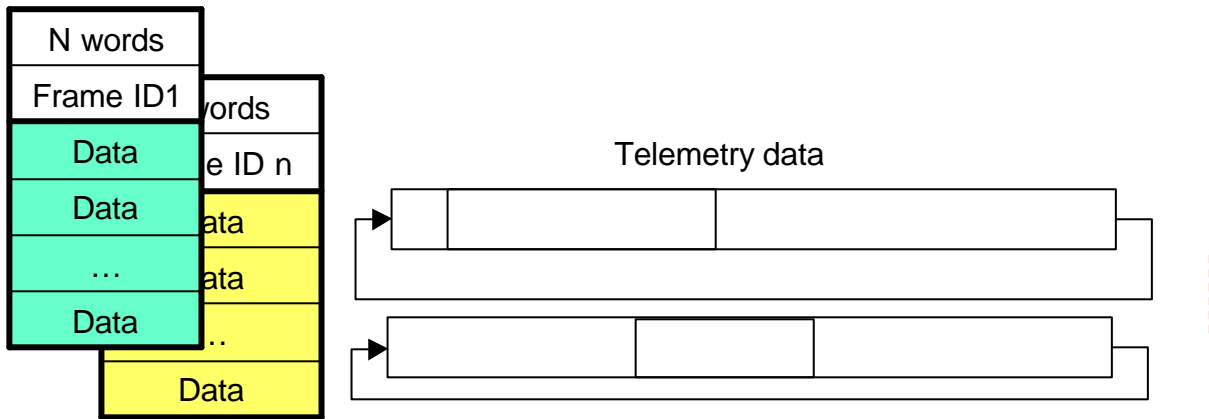 N words
Frame ID1
Data
Data
…
Data
words
e ID n
ata
ata
..
Data
Telemetry data